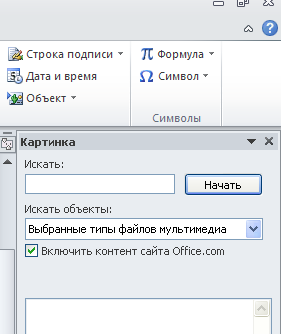 Строка подписи
Формула
Дата и время
Символ
Объект
Символы
Картинка
Искать:
Начать
Искать объекты:
Выбранные типы файлов мультимедиа
Включить контент сайта Office.com